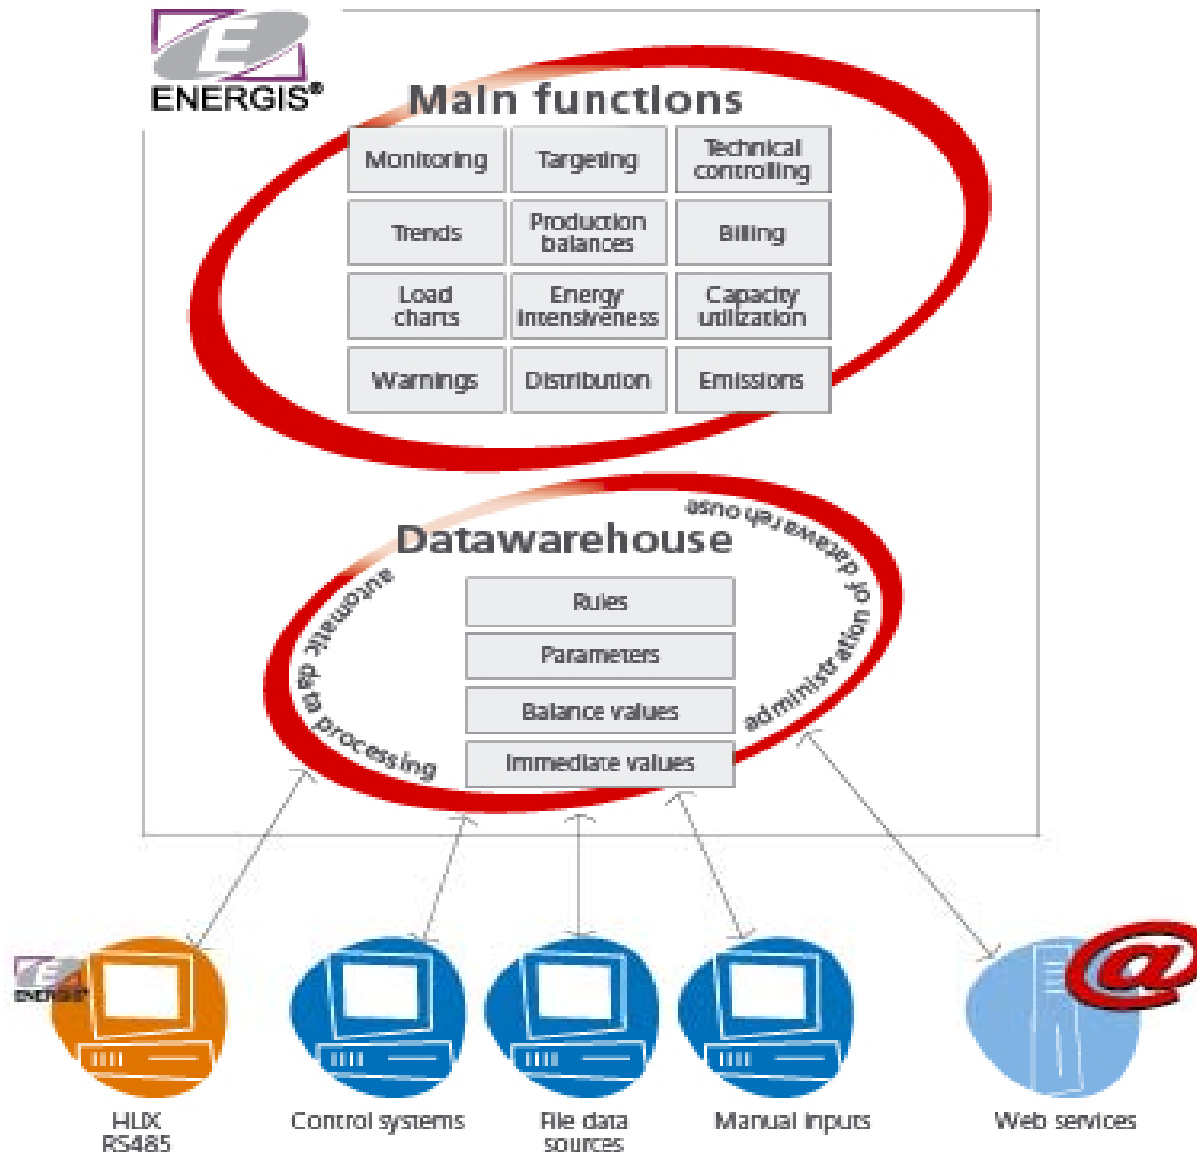 ENERGIS®
Main functions
Monitoring
Targeting
Technical
controlling
Trends
Production
balances
Billing
Load
charts
Energy
intensiveness
Capacity
utilization
Warnings
Distribution
Emissions
Datawarehouse
automatic data processing
administration of datawarehouse
Rules
Parameters
Balance values
Immediate values
ENERGIS®
RS485
Control systems
File data
sources
Manual inputs
Web services
@